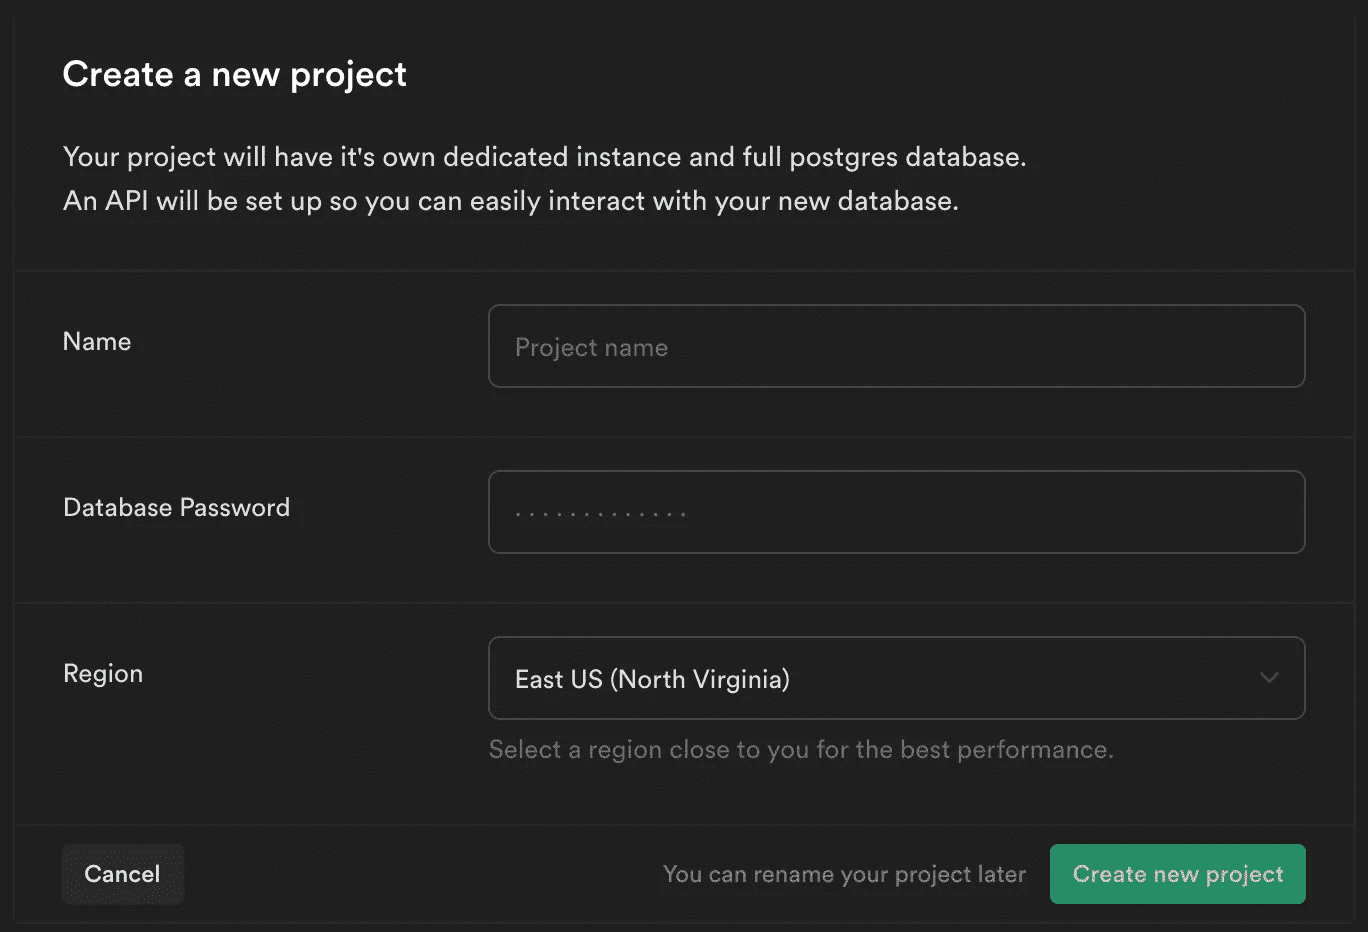 Create a new project
Your project will have it's own dedicated instance and full postgres database.
An API will be set up so you can easily interact with your new database.
Name
Project name
Database Password
.............
Region
East US (North Virginia)
Select a region close to you for the best performance.
Cancel
You can rename your project later
Create new project